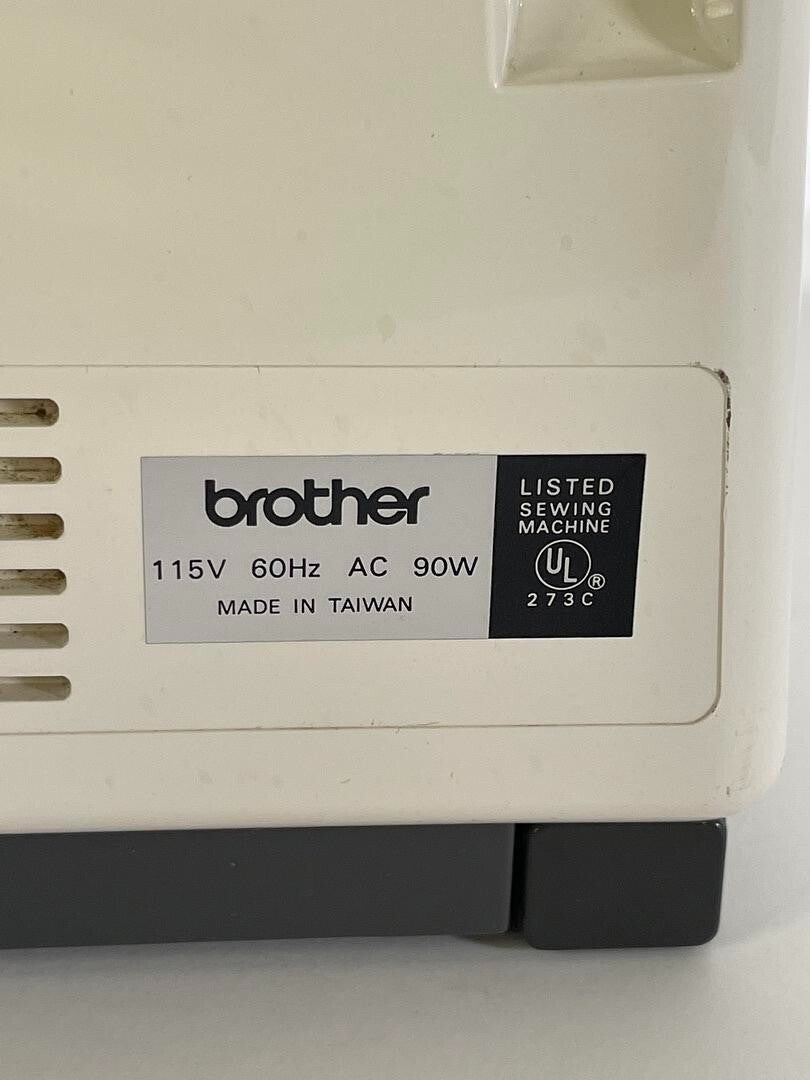 brother
115V 60Hz AC 90W
MADE IN TAIWAN
LISTED
SEWING
MACHINE
UL ®
273C